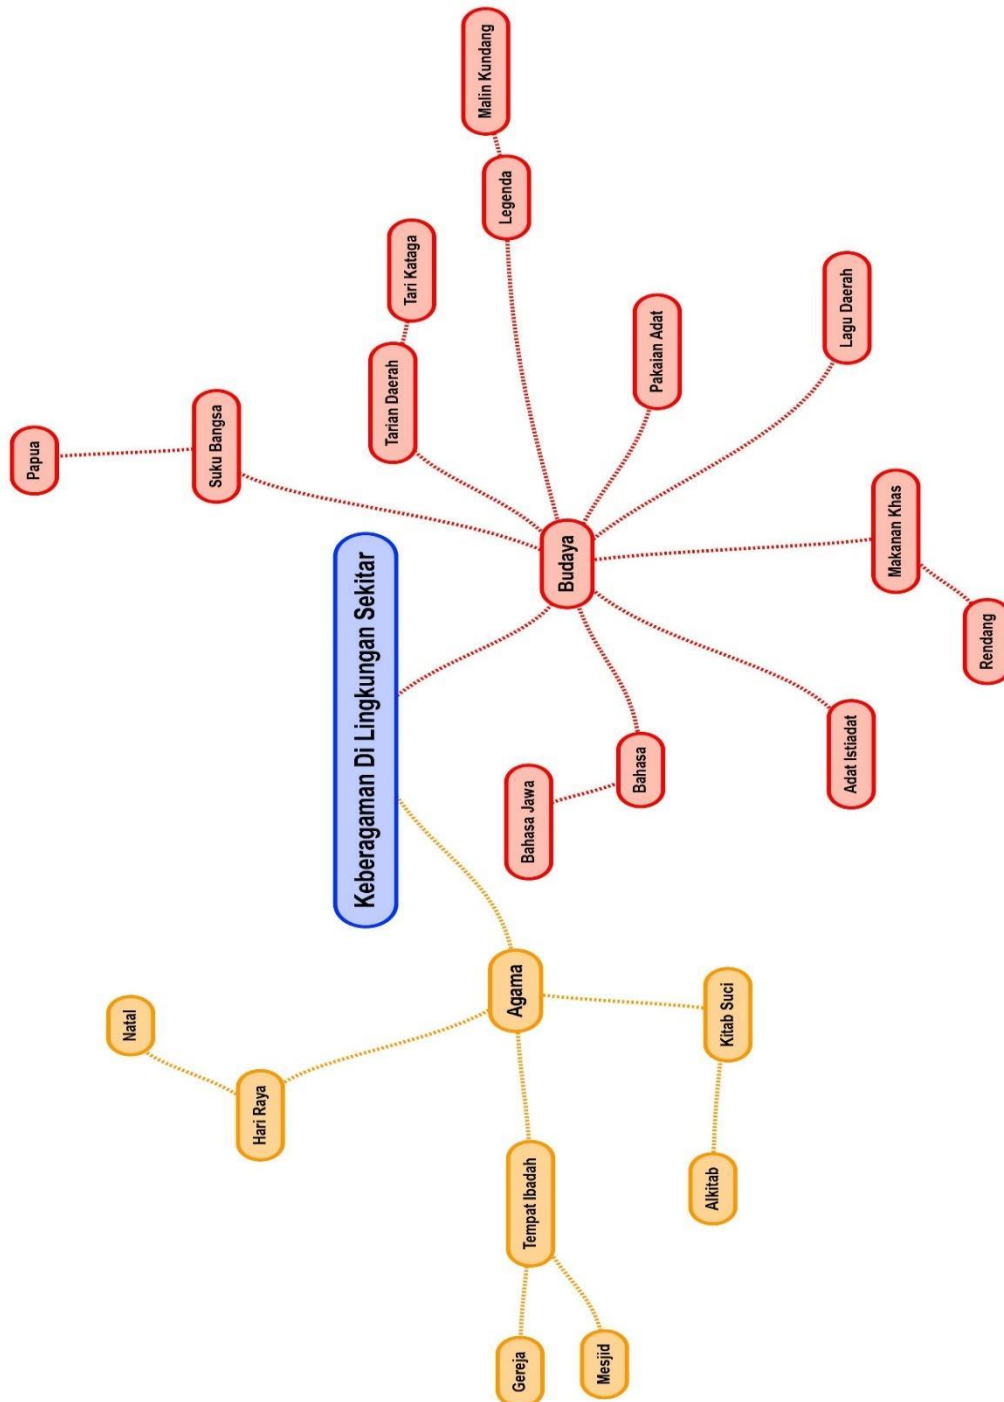 Keberagaman Di Lingkungan Sekitar
Agama
Hari Raya
Natal
Tempat Ibadah
Gereja
Mesjid
Kitab Suci
Alkitab
Budaya
Suku Bangsa
Papua
Tarian Daerah
Tari Kataga
Legenda
Malin Kundang
Pakaian Adat
Lagu Daerah
Makanan Khas
Rendang
Adat Istiadat
Bahasa
Bahasa Jawa